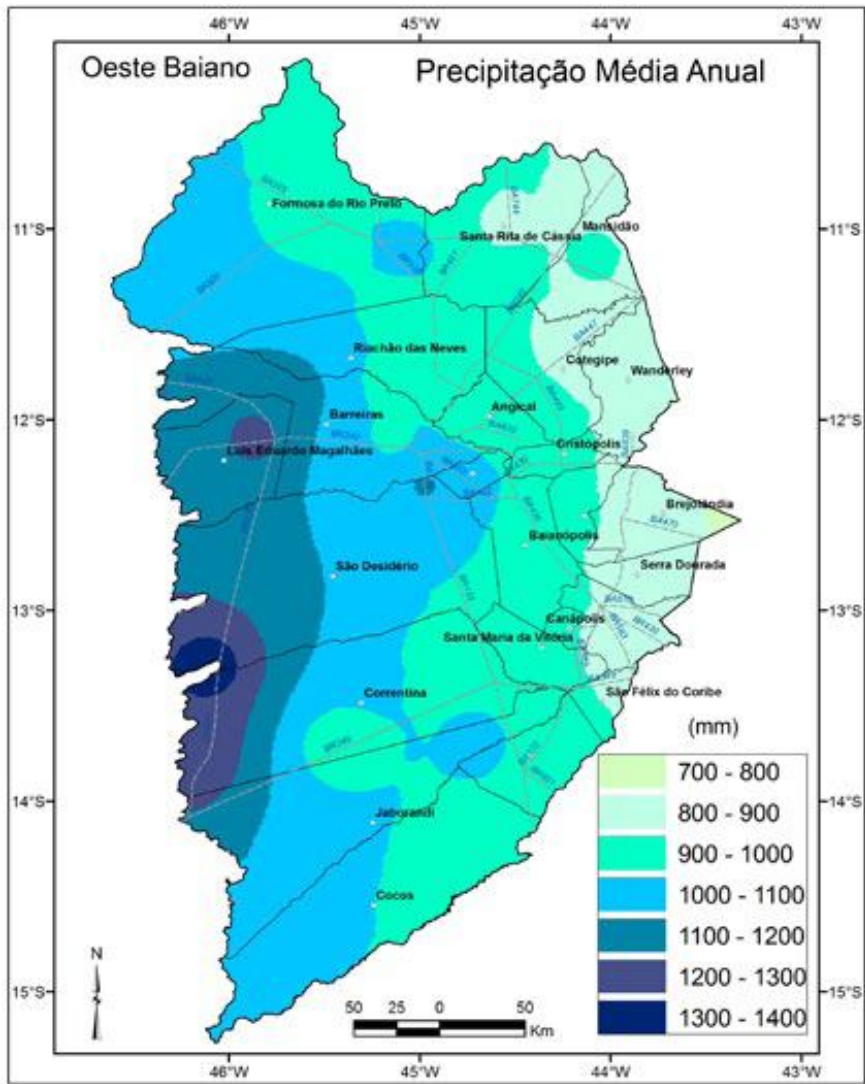 46°W 45°W 44°W 43°W
Oeste Baiano
Precipitação Média Anual
11°S
11°S
Formosa do Rio Preto
Santa Rita de Cássia
Mansidão
Riachão das Neves
BA447
Cotegipe
Wanderley
12°S
12°S
Barreiras
Angical
Luis Eduardo Magalhães
Cristopolis
Brejolândia
Baianópolis
São Desidério
Serra Dourada
13°S
13°S
Canápolis
Santa Maria da Vitória
Correntina
São Félix do Coribe
(mm)
700 - 800
800 - 900
14°S
14°S
Jaborandi
900 - 1000
1000 - 1100
Cocos
1100 - 1200
N
1200 - 1300
15°S
15°S
50 25 0 50
Km
1300 - 1400
46°W 45°W 44°W 43°W